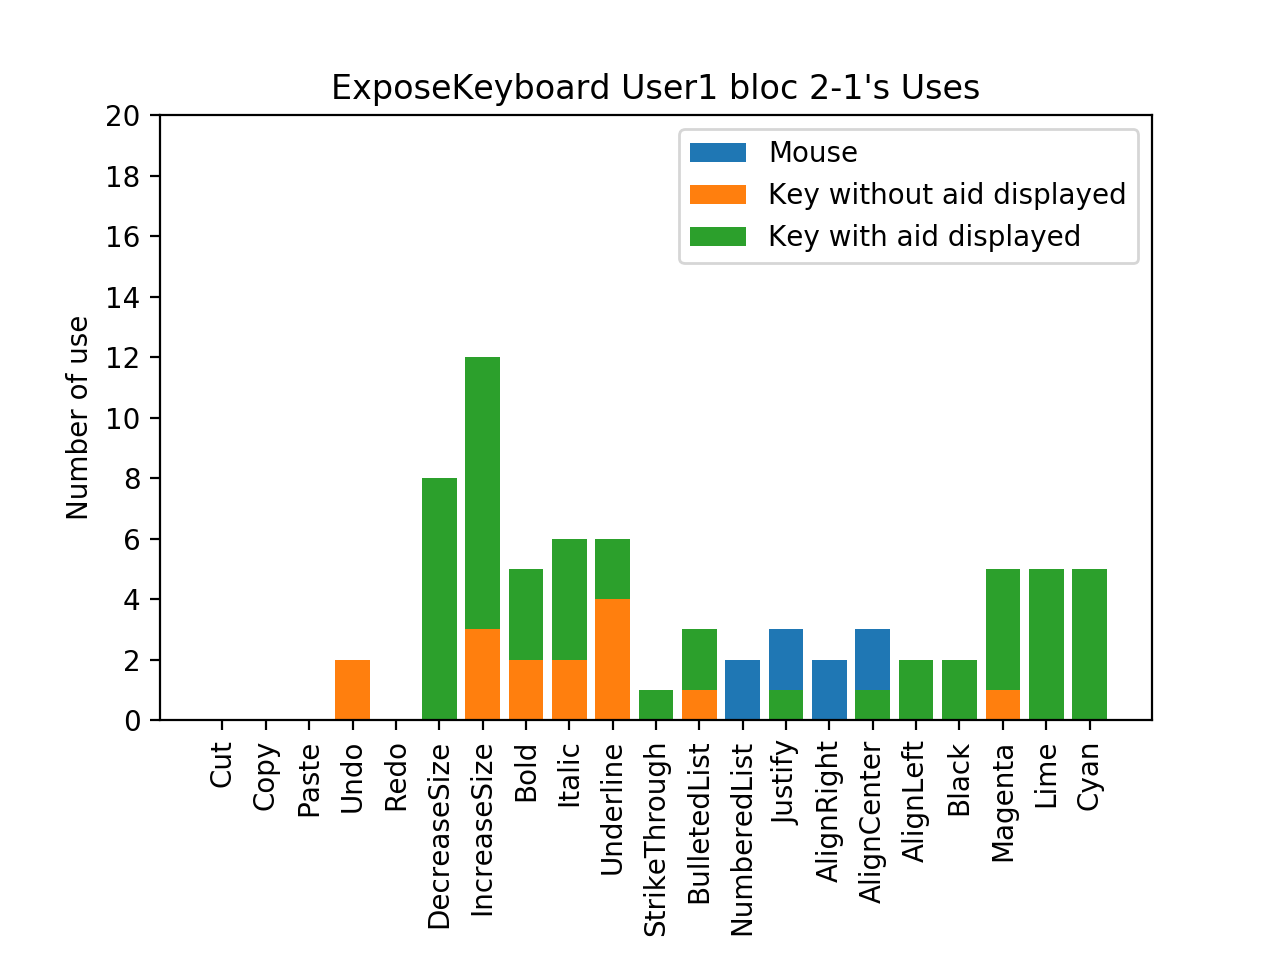 ExposeKeyboard User1 bloc 2-1's Uses
20
18
16
14
12
10
8
6
4
2
0
Number of use
Mouse
Key without aid displayed
Key with aid displayed
Cut
Copy
Paste
Undo
Redo
DecreaseSize
IncreaseSize
Bold
Italic
Underline
StrikeThrough
BulletedList
NumberedList
Justify
AlignRight
AlignCenter
AlignLeft
Black
Magenta
Lime
Cyan